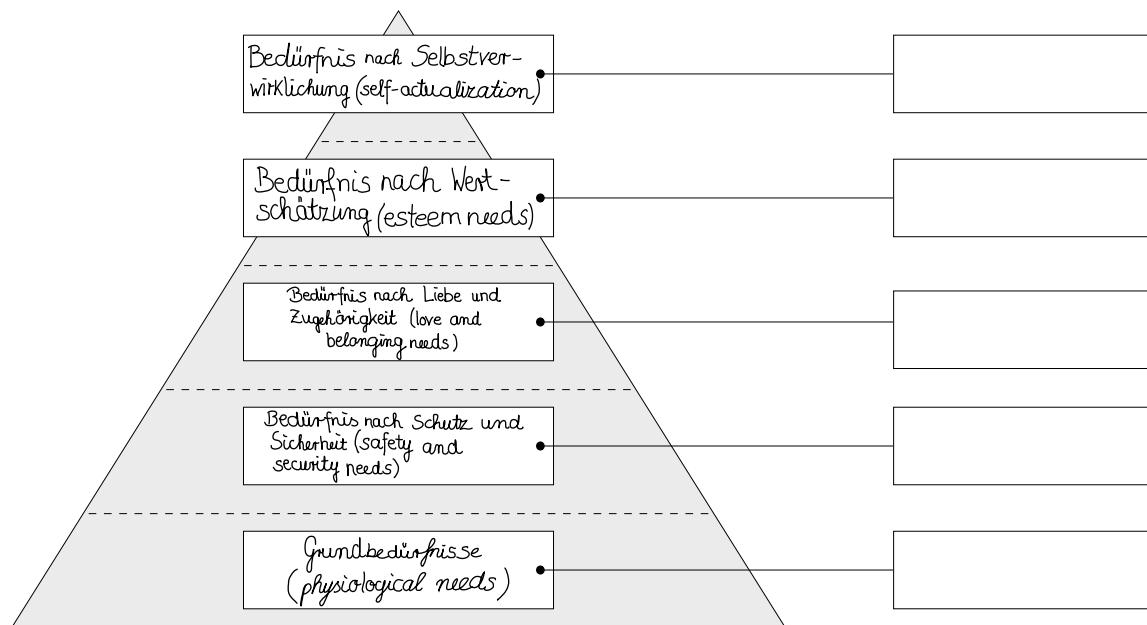 Bedürfnis nach Selbstver-
wirklichung (self-actualization)
Bedürfnis nach Wert-
schätzung (esteem needs)
Bedürfnis nach Liebe und
Zugehörigkeit (love and
belonging needs)
Bedürfnis nach Schutz und
Sicherheit (safety and
security needs)
Grundbedürfnisse
(physiological needs)